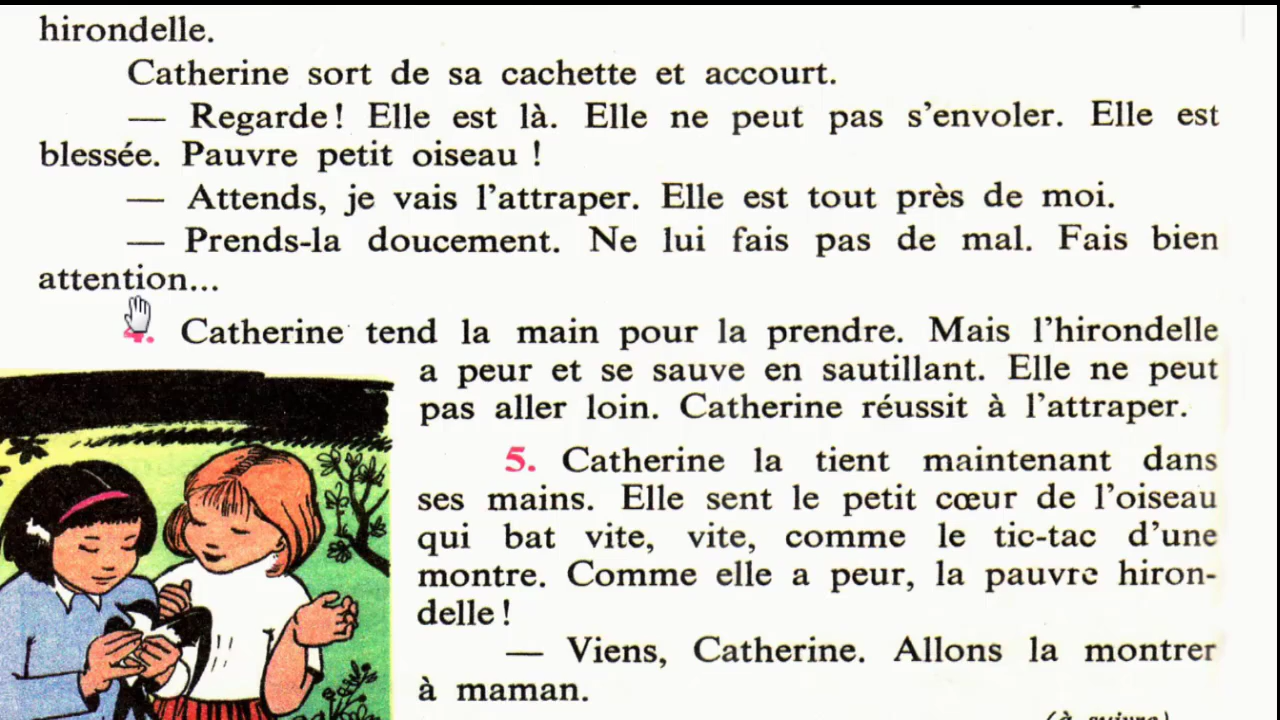 hirondelle.
Catherine sort de sa cachette et accourt.
— Regarde ! Elle est là. Elle ne peut pas s'envoler. Elle est
blessée. Pauvre petit oiseau !
— Attends, je vais l'attraper. Elle est tout près de moi.
— Prends-la doucement. Ne lui fais pas de mal. Fais bien
attention...
4. Catherine tend la main pour la prendre. Mais l'hirondelle
a peur et se sauve en sautillant. Elle ne peut
pas aller loin. Catherine réussit à l'attraper.
5. Catherine la tient maintenant dans
ses mains. Elle sent le petit cœur de l'oiseau
qui bat vite, vite, comme le tic-tac d'une
montre. Comme elle a peur, la pauvre hiron-
delle !
— Viens, Catherine. Allons la montrer
à maman.
(à suivre)